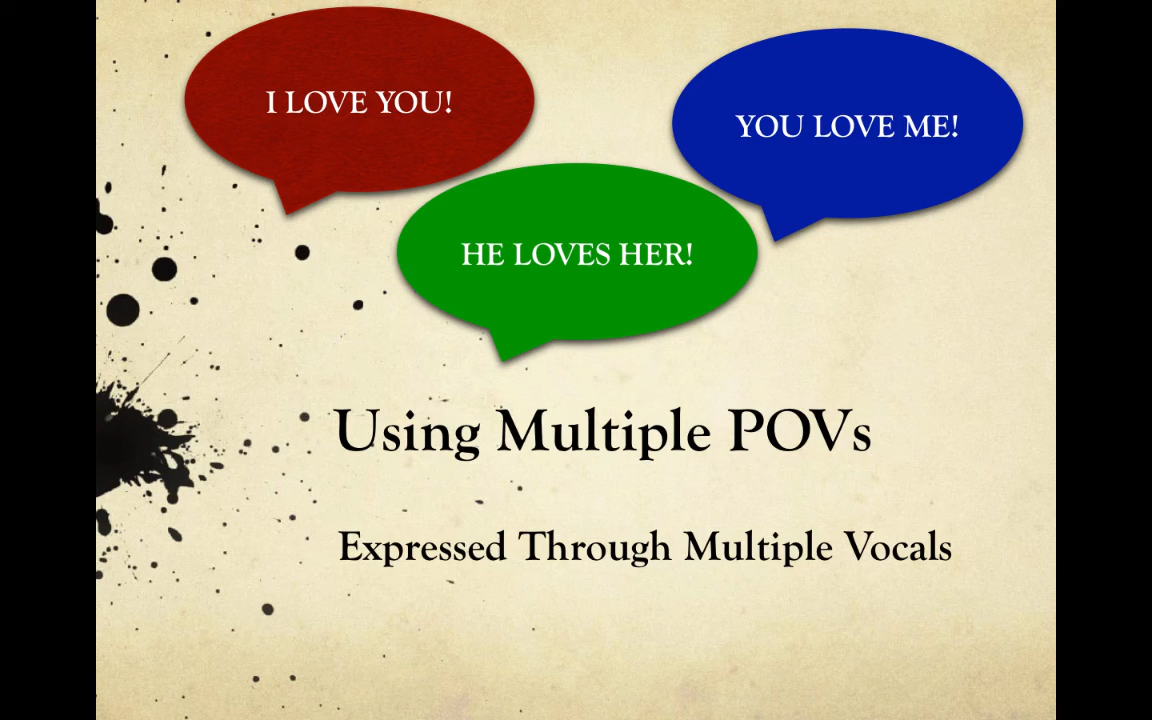 I LOVE YOU!
YOU LOVE ME!
HE LOVES HER!
Using Multiple POVs
Expressed Through Multiple Vocals